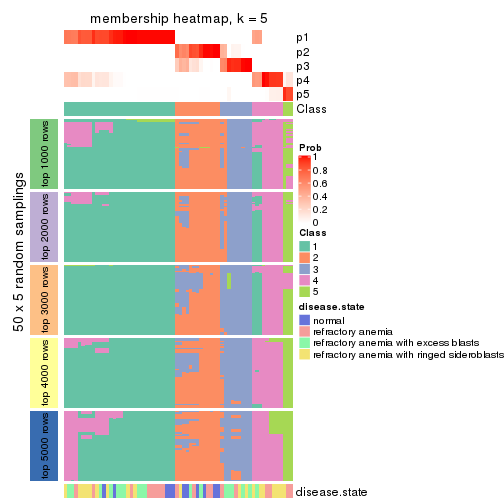 membership heatmap, k = 5
p1
p2
p3
p4
p5
Class
50 x 5 random samplings
top 1000 rows
top 2000 rows
top 3000 rows
top 4000 rows
top 5000 rows
disease.state
Prob
1
0.8
0.6
0.4
0.2
0
Class
1
2
3
4
5
disease.state
normal
refractory anemia
refractory anemia with excess blasts
refractory anemia with ringed sideroblasts